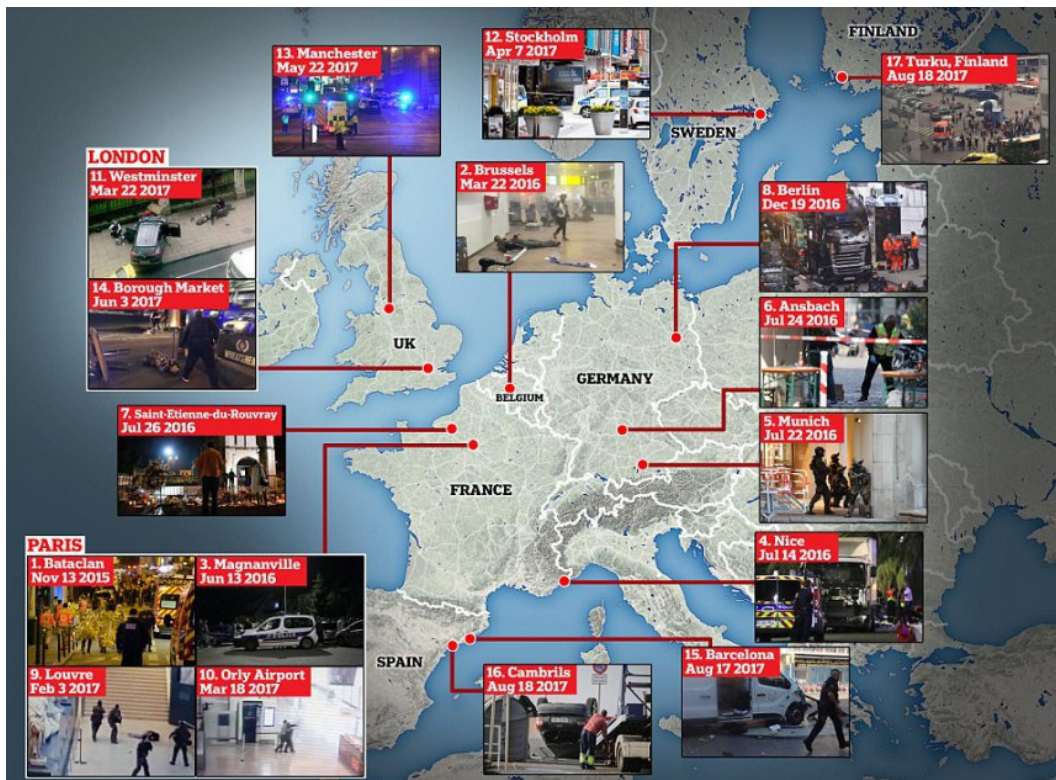 FINLAND
13. Manchester
May 22 2017
12. Stockholm
Apr 7 2017
17. Turku, Finland
Aug 18 2017
SWEDEN
LONDON
11. Westminster
Mar 22 2017
2. Brussels
Mar 22 2016
8. Berlin
Dec 19 2016
14. Borough Market
Jun 3 2017
6. Ansbach
Jul 24 2016
UK
GERMANY
BELGIUM
7. Saint-Etienne-du-Rouvray
Jul 26 2016
5. Munich
Jul 22 2016
FRANCE
PARIS
1. Bataclan
Nov 13 2015
3. Magnanville
Jun 13 2016
4. Nice
Jul 14 2016
SPAIN
9. Louvre
Feb 3 2017
10. Orly Airport
Mar 18 2017
16. Cambrils
Aug 18 2017
15. Barcelona
Aug 17 2017